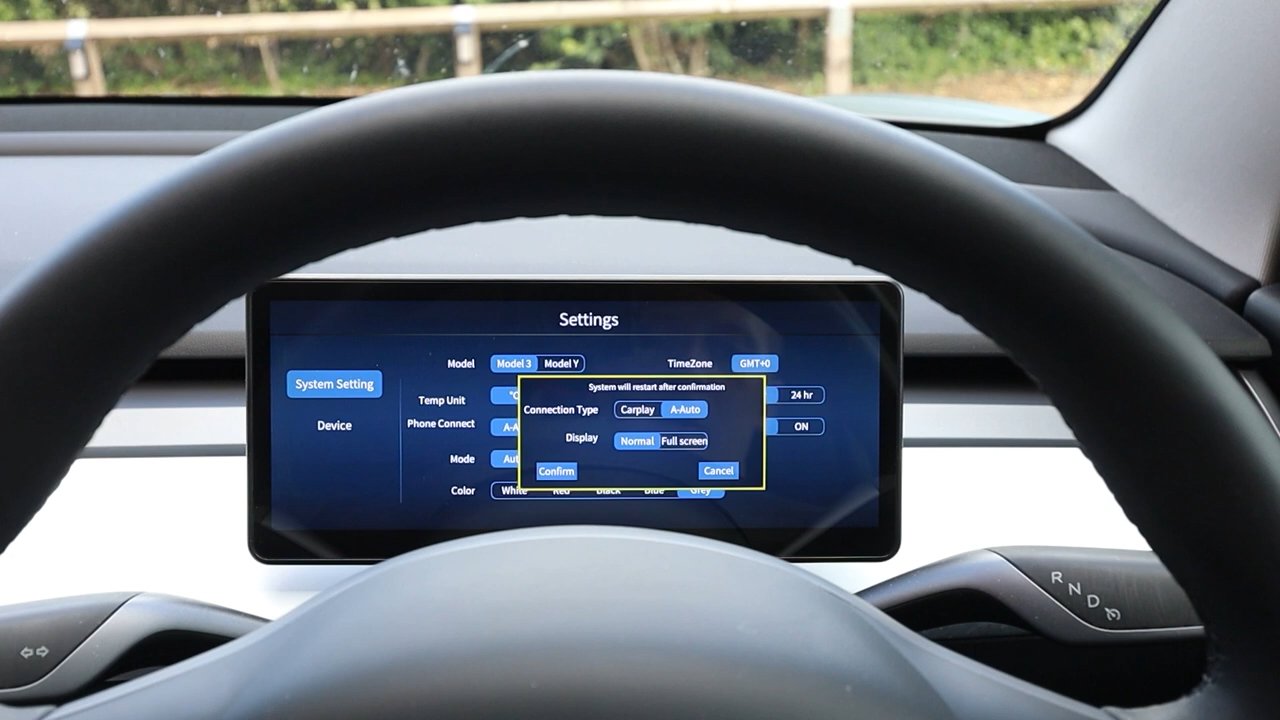 Settings
Model Model 3 Model Y TimeZone GMT+0
System Setting
Temp Unit 24 hr
Device
Phone Connect ON
Mode
Color White Red Black Blue Grey
System will restart after confirmation
Connection Type Carplay A-Auto
Display Normal Full screen
Confirm Cancel
R
N
D